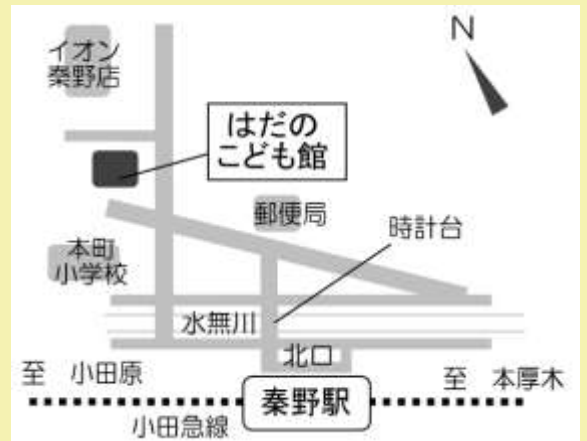 N
イオン
秦野店
はだの
こども館
郵便局
時計台
本町
小学校
水無川
北口
至 小田原
至 本厚木
秦野駅
小田急線